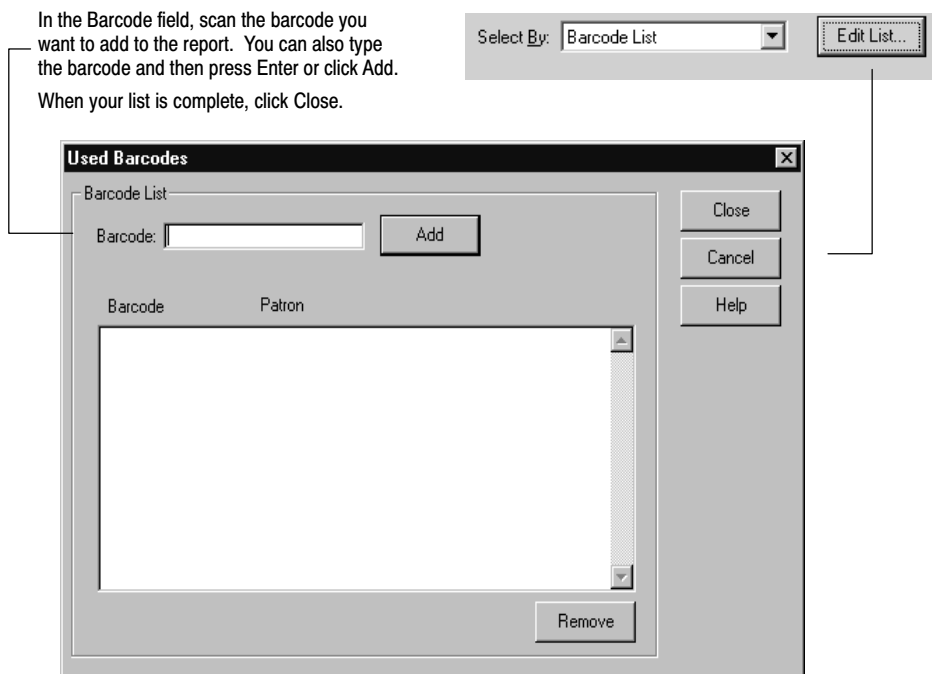 In the Barcode field, scan the barcode you
want to add to the report.  You can also type
the barcode and then press Enter or click Add.
When your list is complete, click Close.
Select By: Barcode List Edit List...
Used Barcodes
Barcode List
Barcode: Add
Close
Cancel
Help
Barcode Patron
Remove